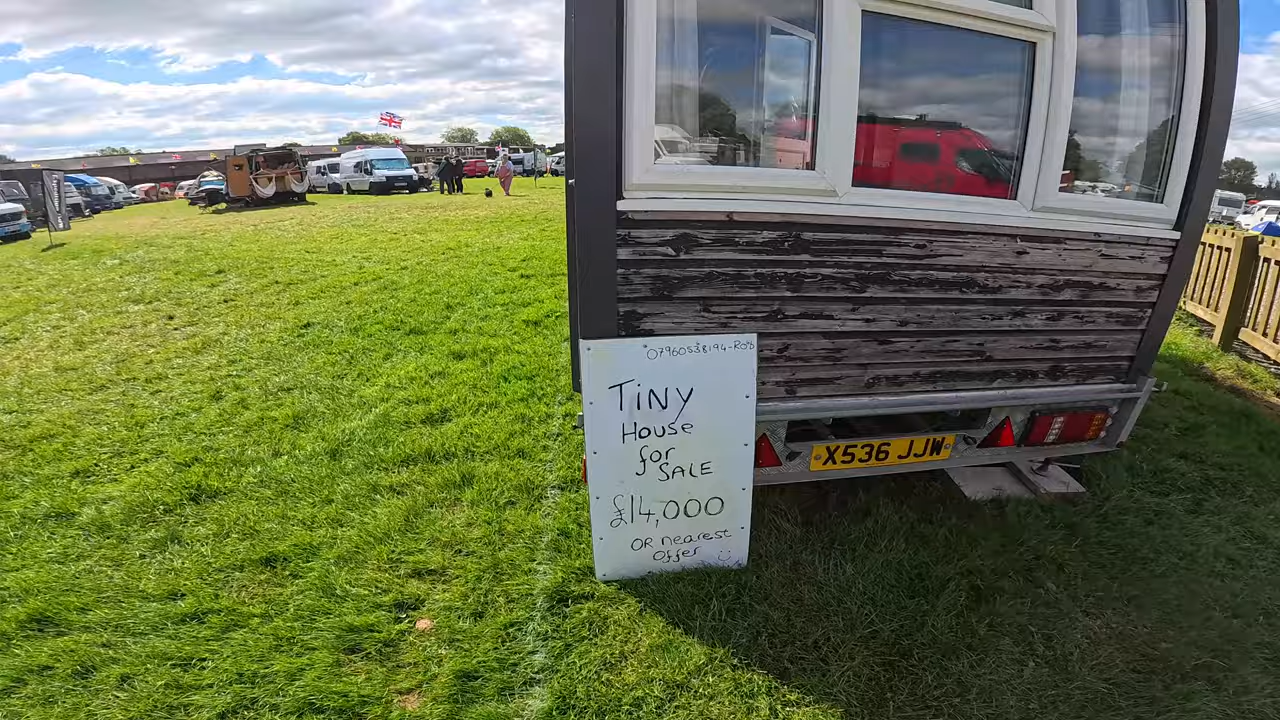 07960538194-Rob
TiNY
House
for
SALE
£14,000
OR nearest
offer
X536 JJW